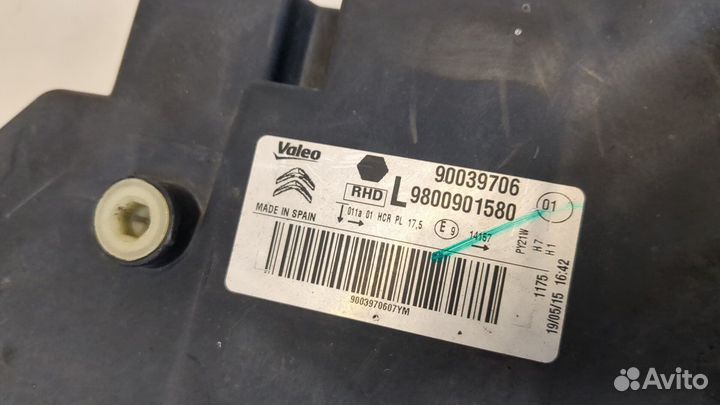 Valeo
90039706
RHD L 9800901580 01
MADE IN SPAIN 011a 01 HCR PL 17,5 E 9 14157
PY21W
H7
H1
9003970607YM
1175
19/05/15 16:42
Avito